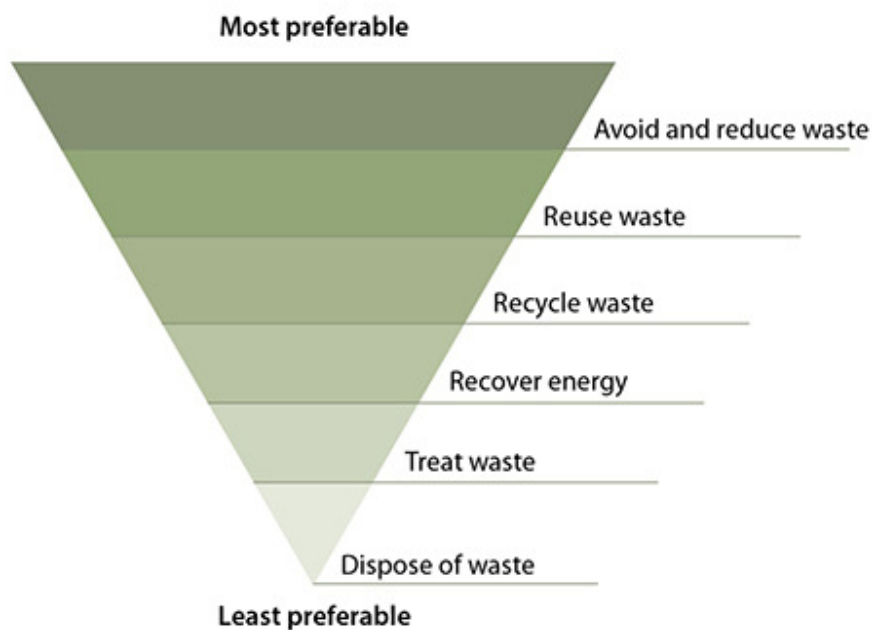 Most preferable
Avoid and reduce waste
Reuse waste
Recycle waste
Recover energy
Treat waste
Dispose of waste
Least preferable